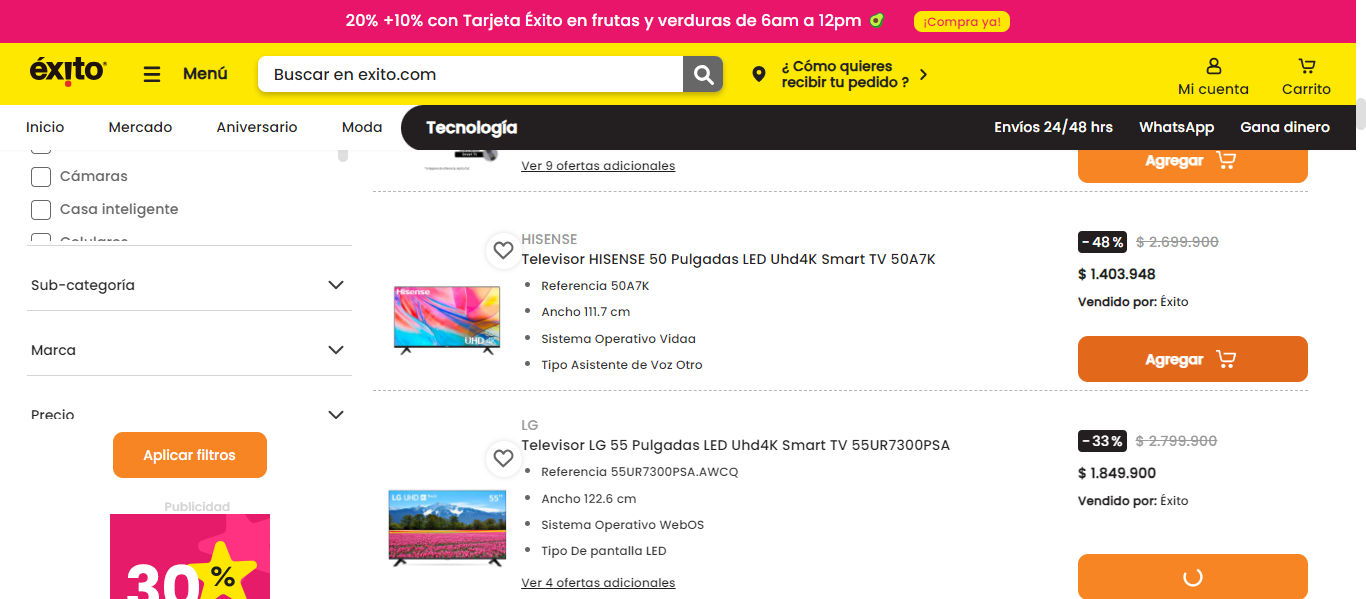 20% +10% con Tarjeta Éxito en frutas y verduras de 6am a 12pm
¡Compra ya!
éxito
Menú
Buscar en exito.com
¿ Cómo quieres
recibir tu pedido ?
Mi cuenta
Carrito
Inicio
Mercado
Aniversario
Moda
Tecnología
Envíos 24/48 hrs
WhatsApp
Gana dinero
Cámaras
Casa inteligente
Celulares
Sub-categoría
Marca
Precio
Aplicar filtros
Publicidad
30%
Ver 9 ofertas adicionales
Agregar
HISENSE
Televisor HISENSE 50 Pulgadas LED Uhd4K Smart TV 50A7K
Referencia 50A7K
Ancho 111.7 cm
Sistema Operativo Vidaa
Tipo Asistente de Voz Otro
Hisense
UHD 4K
- 48 %
$ 2.699.900
$ 1.403.948
Vendido por: Éxito
Agregar
LG
Televisor LG 55 Pulgadas LED Uhd4K Smart TV 55UR7300PSA
Referencia 55UR7300PSA.AWCQ
Ancho 122.6 cm
Sistema Operativo WebOS
Tipo De pantalla LED
Ver 4 ofertas adicionales
LG UHD
55"
- 33 %
$ 2.799.900
$ 1.849.900
Vendido por: Éxito